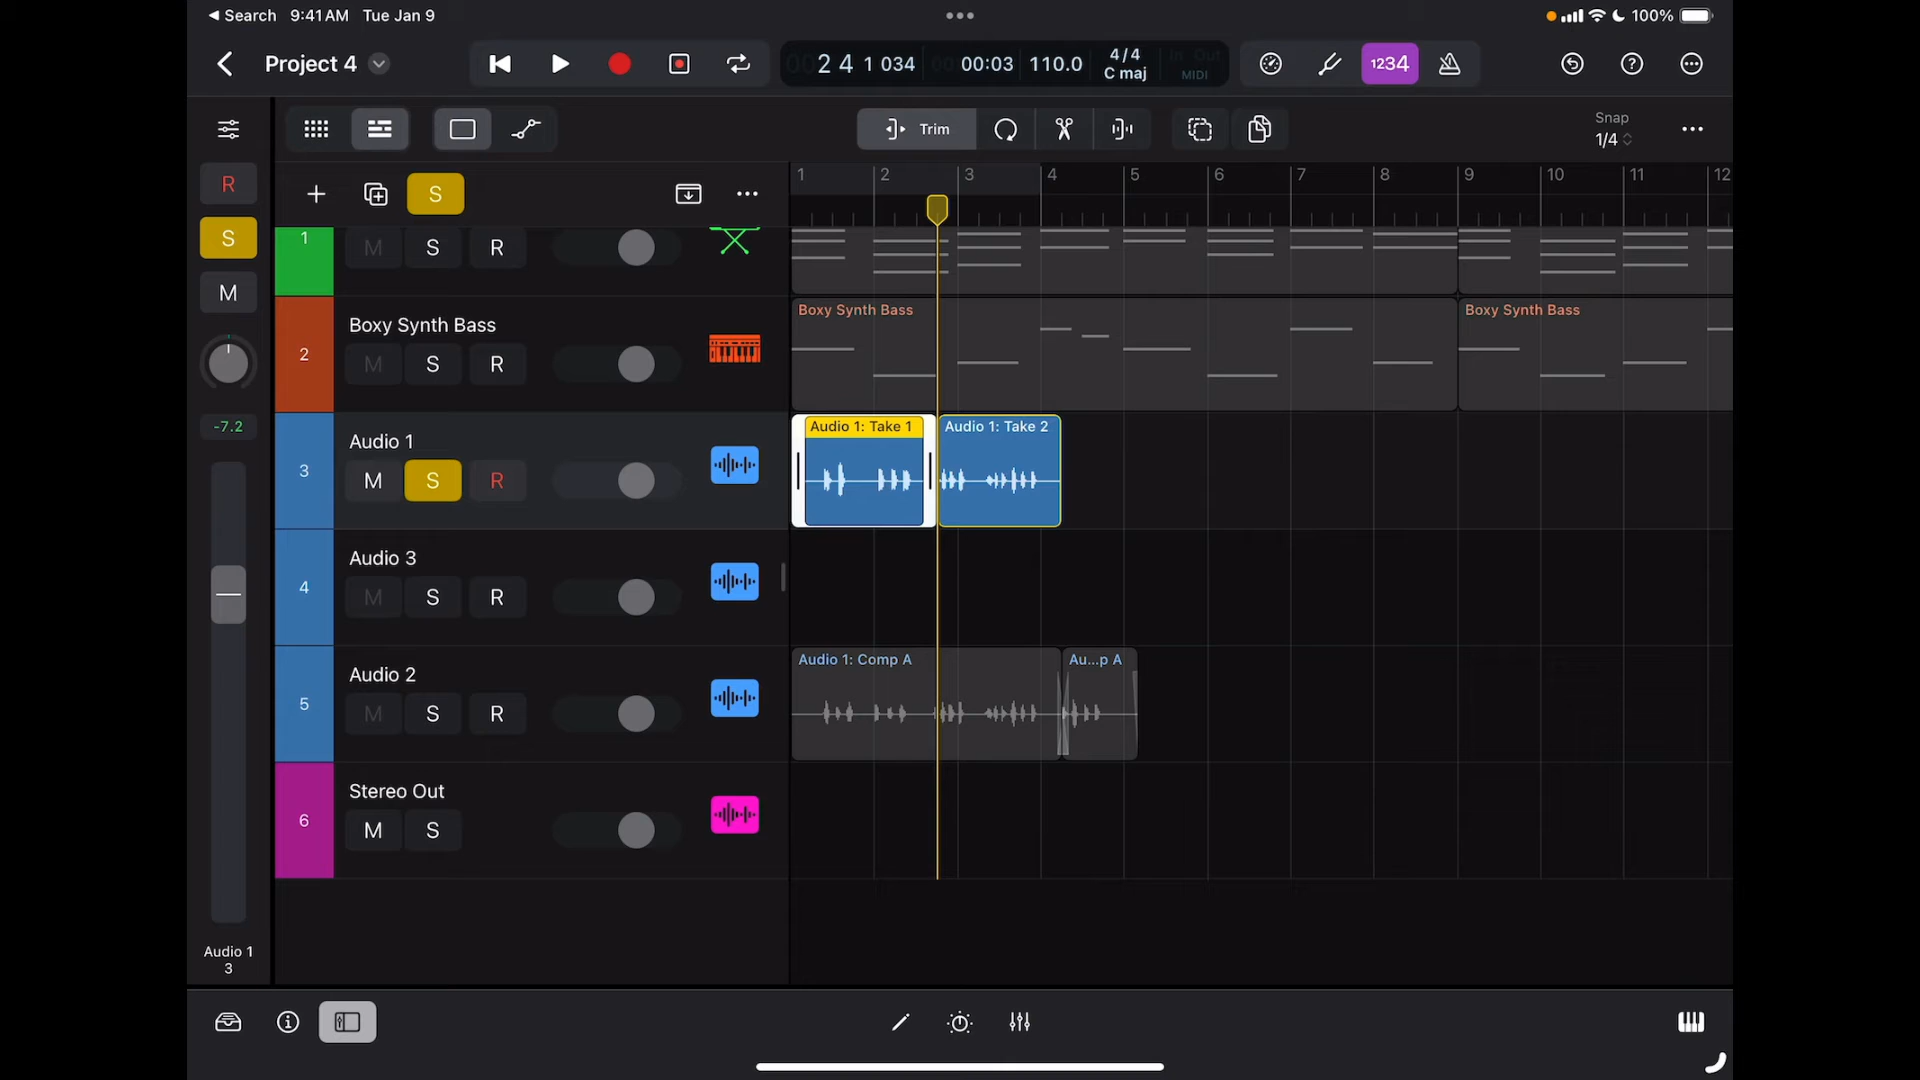 ◀ Search 9:41 AM Tue Jan 9
100%
Project 4
2 4 1 034
00:03
110.0
4/4
C maj
In Out
MIDI
1234
Trim
Snap
1/4
R
S
M
-7.2
S
1 2 3 4 5 6 7 8 9 10 11 12
1
M S R
2
Boxy Synth Bass
M S R
Boxy Synth Bass
Boxy Synth Bass
3
Audio 1
M S R
Audio 1: Take 1
Audio 1: Take 2
4
Audio 3
M S R
5
Audio 2
M S R
Audio 1: Comp A
Au...p A
6
Stereo Out
M S
Audio 1
3